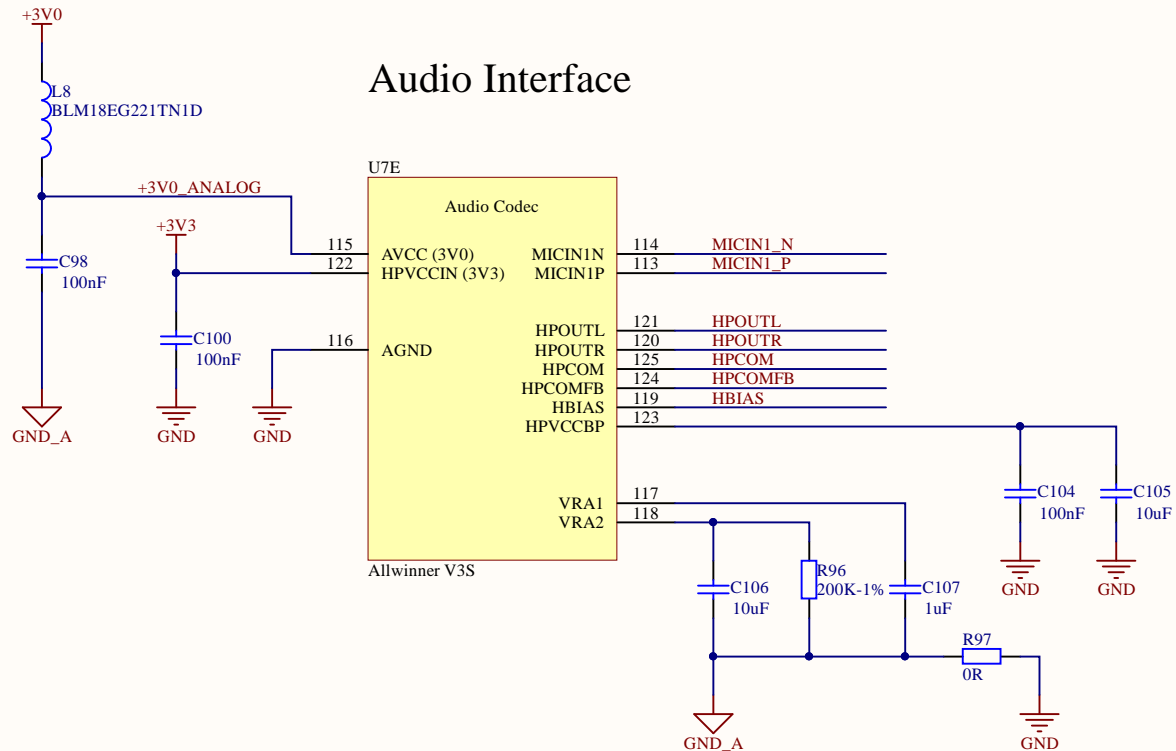 +3V0
Audio Interface
L8
BLM18EG221TN1D
U7E
+3V0_ANALOG
Audio Codec
+3V3
115
AVCC (3V0)
MICIN1N
114
MICIN1_N
122
HPVCCIN (3V3)
MICIN1P
113
MICIN1_P
C98
100nF
C100
100nF
116
AGND
HPOUTL
121
HPOUTL
HPOUTR
120
HPOUTR
HPCOM
125
HPCOM
HPCOMFB
124
HPCOMFB
HBIAS
119
HBIAS
HPVCCBP
123
GND_A
GND
GND
C104
100nF
C105
10uF
VRA1
117
VRA2
118
Allwinner V3S
C106
10uF
R96
200K-1%
C107
1uF
GND
GND
R97
0R
GND_A
GND